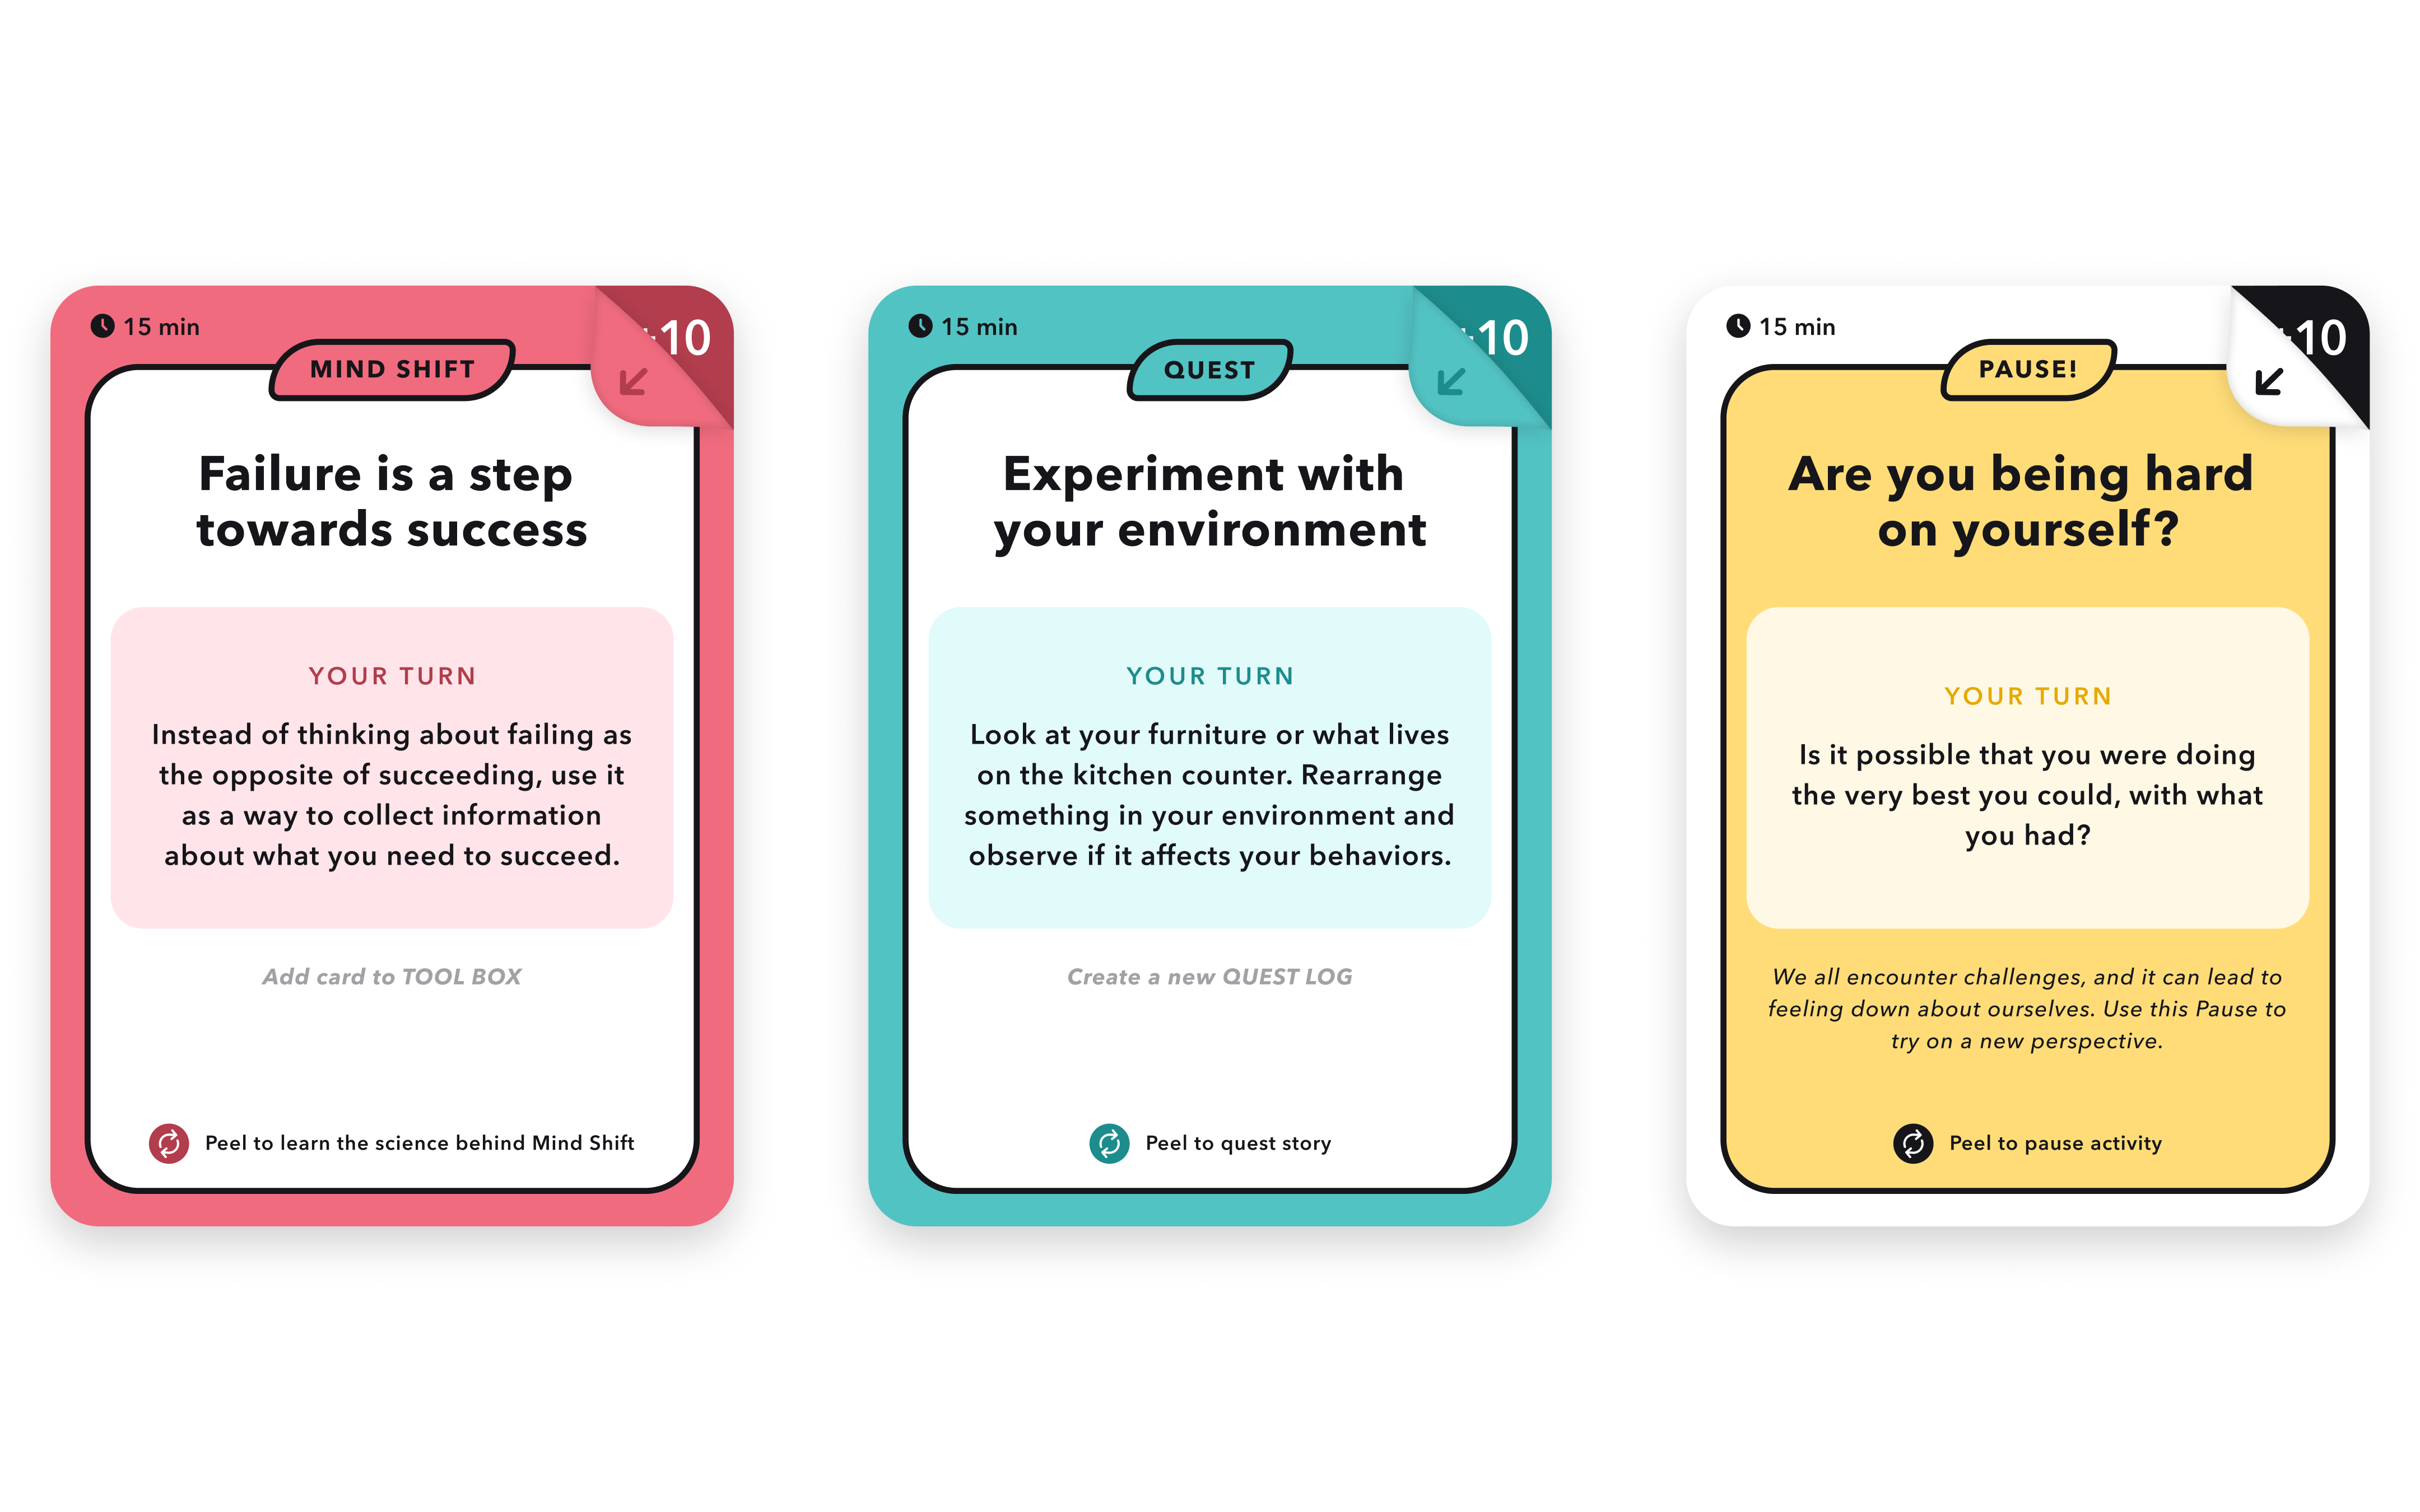 15 min
+10
MIND SHIFT
Failure is a step
towards success
YOUR TURN
Instead of thinking about failing as
the opposite of succeeding, use it
as a way to collect information
about what you need to succeed.
Add card to TOOL BOX
Peel to learn the science behind Mind Shift
15 min
+10
QUEST
Experiment with
your environment
YOUR TURN
Look at your furniture or what lives
on the kitchen counter. Rearrange
something in your environment and
observe if it affects your behaviors.
Create a new QUEST LOG
Peel to quest story
15 min
+10
PAUSE!
Are you being hard
on yourself?
YOUR TURN
Is it possible that you were doing
the very best you could, with what
you had?
We all encounter challenges, and it can lead to
feeling down about ourselves. Use this Pause to
try on a new perspective.
Peel to pause activity